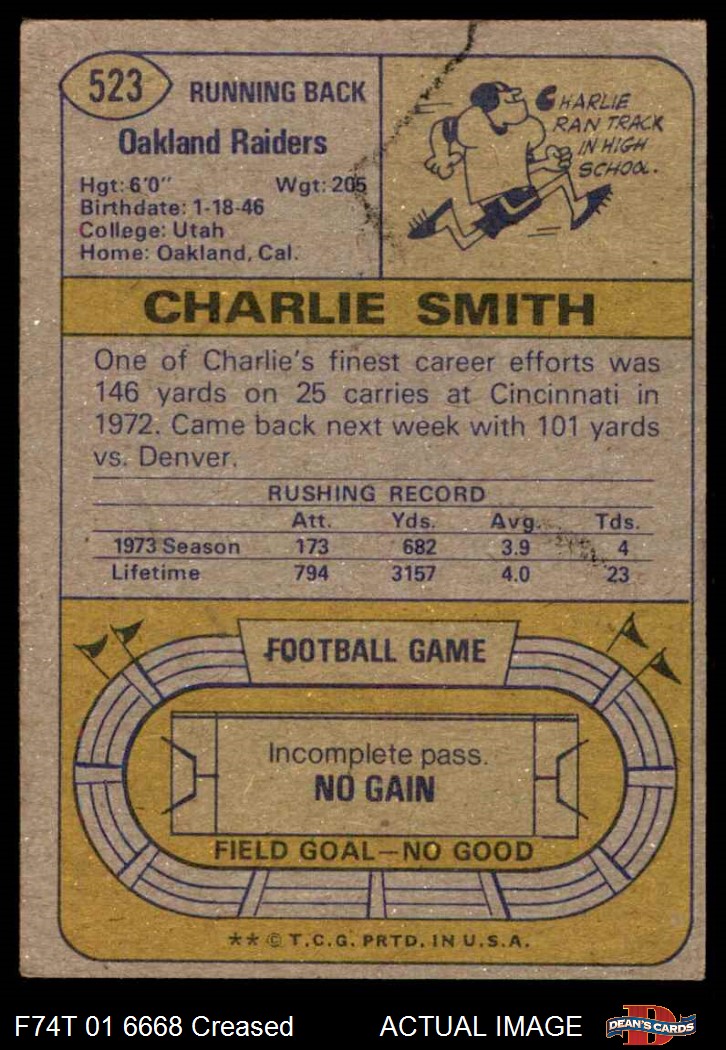 523
RUNNING BACK
Oakland Raiders
Hgt: 6'0" Wgt: 205
Birthdate: 1-18-46
College: Utah
Home: Oakland, Cal.
CHARLIE
RAN TRACK
IN HIGH
SCHOOL.
CHARLIE SMITH
One of Charlie's finest career efforts was
146 yards on 25 carries at Cincinnati in
1972. Came back next week with 101 yards
vs. Denver.
RUSHING RECORD
Att. Yds. Avg. Tds.
1973 Season 173 682 3.9 4
Lifetime 794 3157 4.0 23
FOOTBALL GAME
Incomplete pass.
NO GAIN
FIELD GOAL—NO GOOD
** © T.C.G. PRTD. IN U.S.A.
F74T 01 6668 Creased ACTUAL IMAGE
D
DEAN'S CARDS